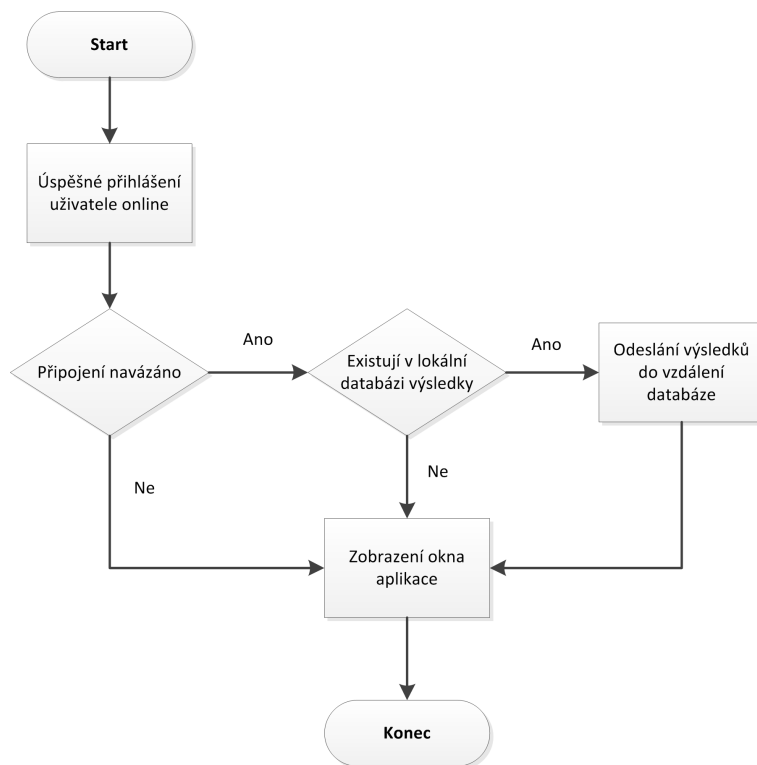 Start
Úspěšné přihlášení
uživatele online
Připojení navázáno
Ano
Existují v lokální
databázi výsledky
Ano
Odeslání výsledků
do vzdálení
databáze
Ne
Ne
Zobrazení okna
aplikace
Konec